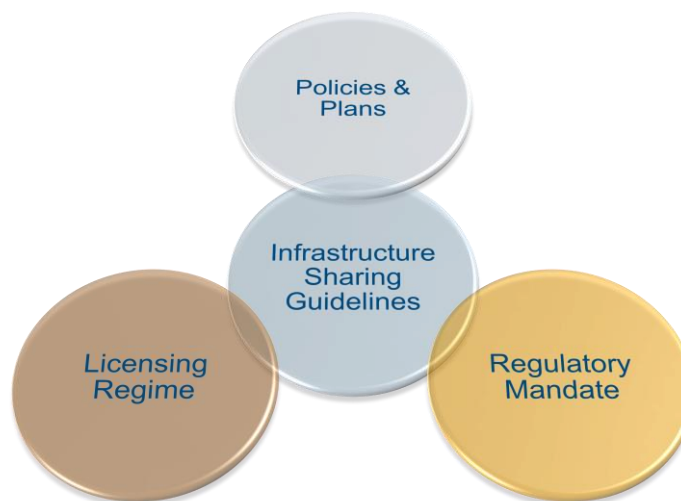 Policies &
Plans
Infrastructure
Sharing
Guidelines
Licensing
Regime
Regulatory
Mandate